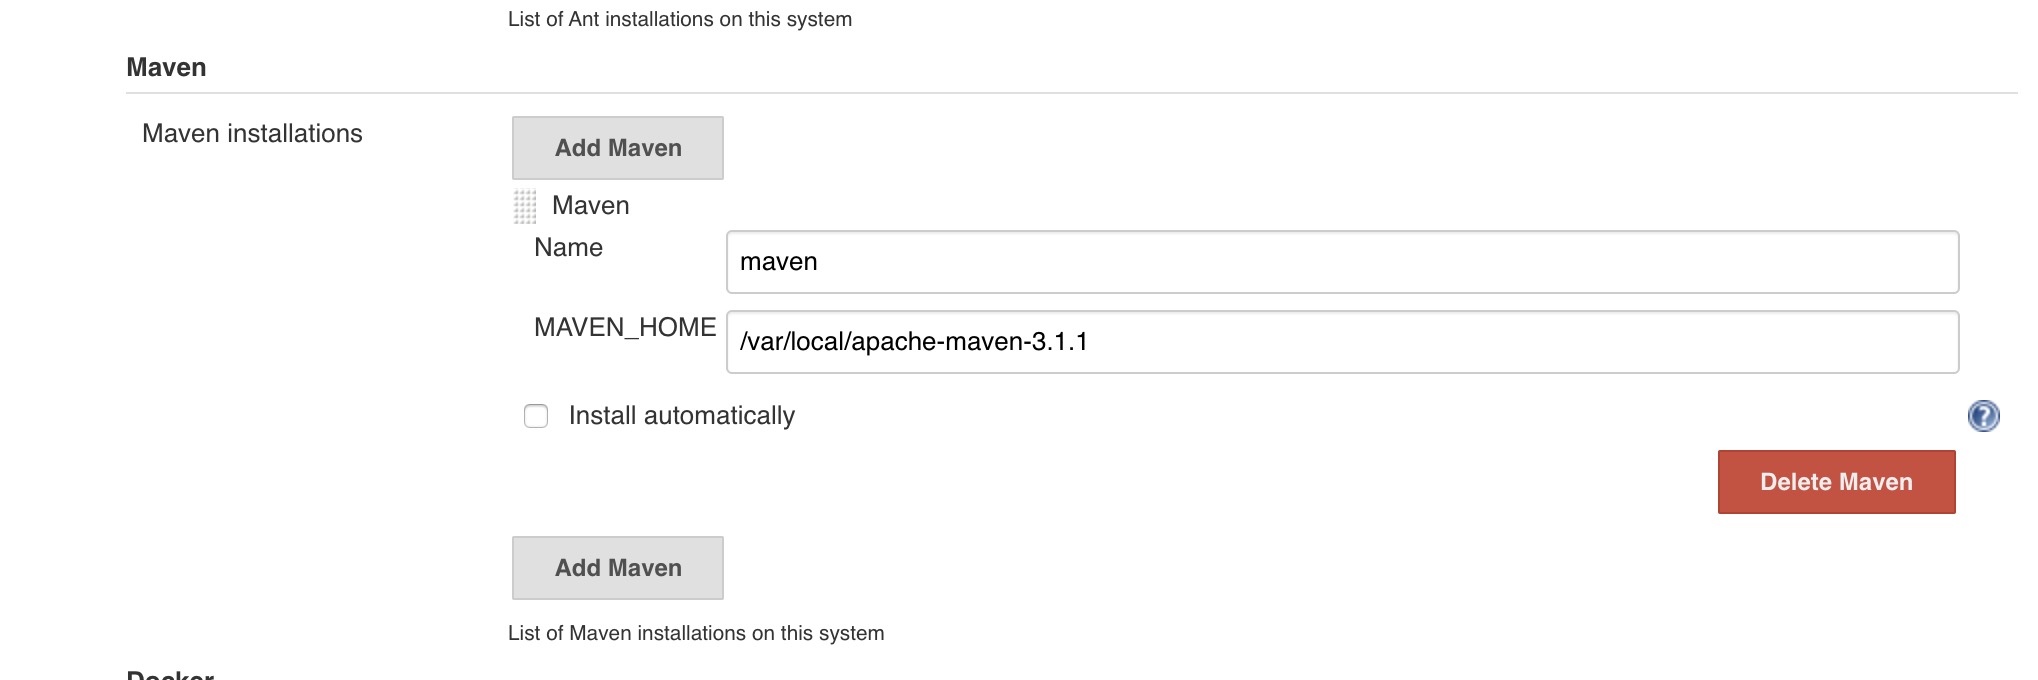 List of Ant installations on this system
Maven
Maven installations
Add Maven
Maven
Name
maven
MAVEN_HOME
/var/local/apache-maven-3.1.1
Install automatically
?
Delete Maven
Add Maven
List of Maven installations on this system
Docker